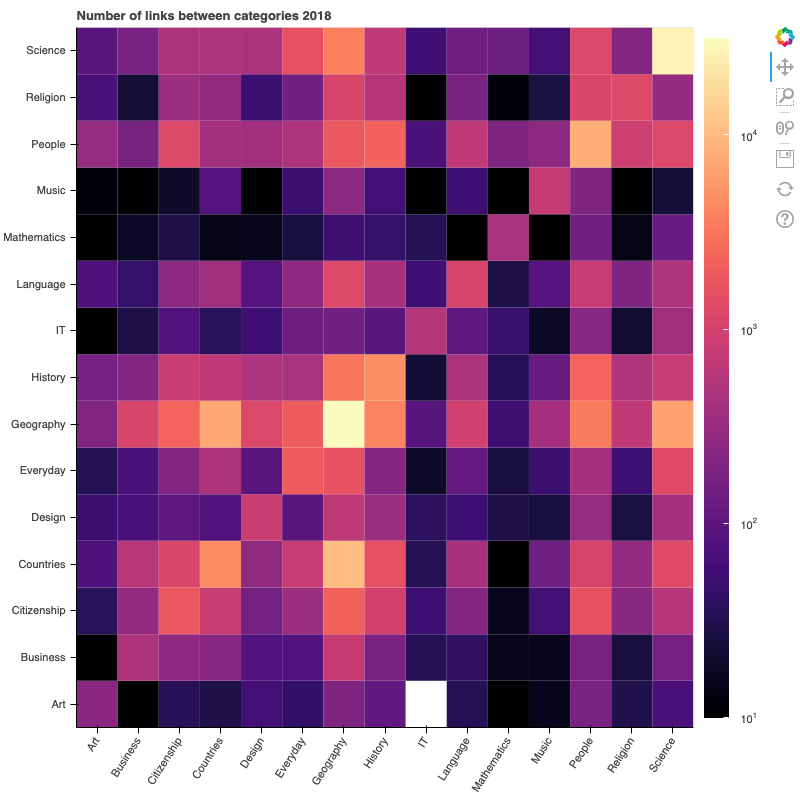 Number of links between categories 2018
Science
Religion
People
Music
Mathematics
Language
IT
History
Geography
Everyday
Design
Countries
Citizenship
Business
Art
Art
Business
Citizenship
Countries
Design
Everyday
Geography
History
IT
Language
Mathematics
Music
People
Religion
Science
10⁴
10³
10²
10¹
?